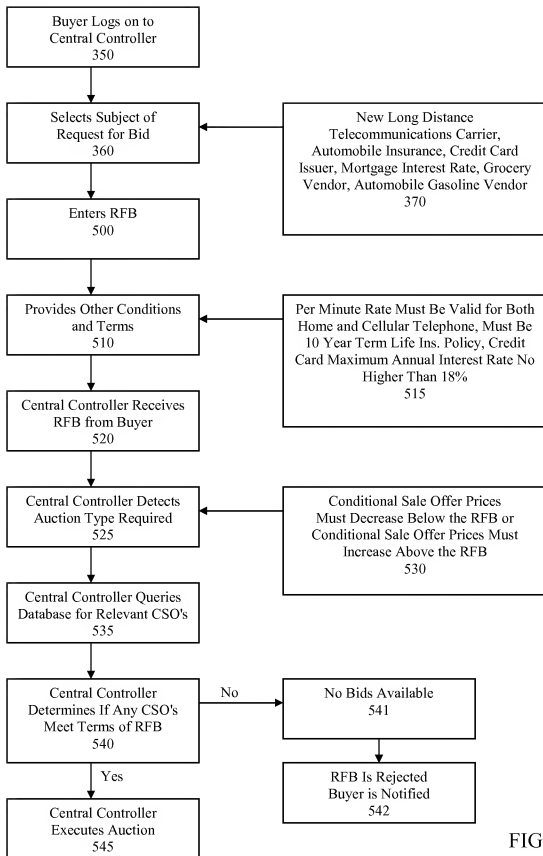 Buyer Logs on to
Central Controller
350
Selects Subject of
Request for Bid
360
New Long Distance
Telecommunications Carrier,
Automobile Insurance, Credit Card
Issuer, Mortgage Interest Rate, Grocery
Vendor, Automobile Gasoline Vendor
370
Enters RFB
500
Provides Other Conditions
and Terms
510
Per Minute Rate Must Be Valid for Both
Home and Cellular Telephone, Must Be
10 Year Term Life Ins. Policy, Credit
Card Maximum Annual Interest Rate No
Higher Than 18%
515
Central Controller Receives
RFB from Buyer
520
Central Controller Detects
Auction Type Required
525
Conditional Sale Offer Prices
Must Decrease Below the RFB or
Conditional Sale Offer Prices Must
Increase Above the RFB
530
Central Controller Queries
Database for Relevant CSO's
535
Central Controller
Determines If Any CSO's
Meet Terms of RFB
540
No
No Bids Available
541
Yes
RFB Is Rejected
Buyer is Notified
542
Central Controller
Executes Auction
545
FIG